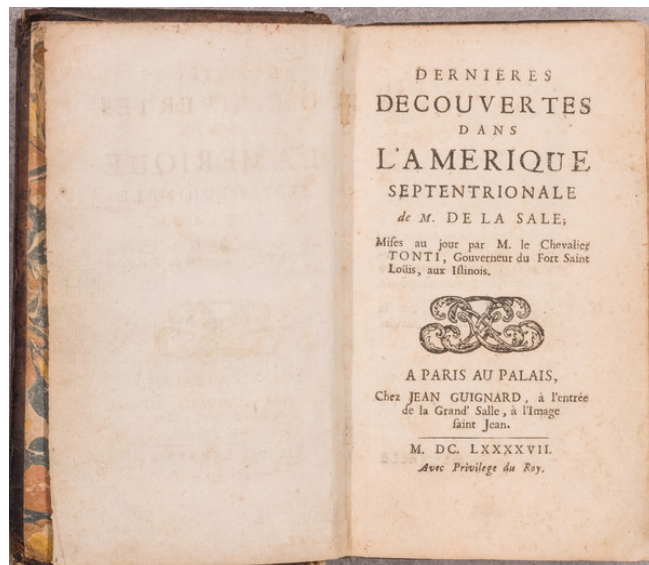 DERNIERES
DECOUVERTES
DANS
L'AMERIQUE
SEPTENTRIONALE
de M. DE LA SALE;
Mises au jour par M. le Chevalier
TONTI, Gouverneur du Fort Saint
Loüis, aux Islinois.
A PARIS AU PALAIS,
Chez JEAN GUIGNARD, à l'entrée
de la Grand' Salle, à l'Image
saint Jean.
M. DC. LXXXXVII.
Avec Privilege du Roy.